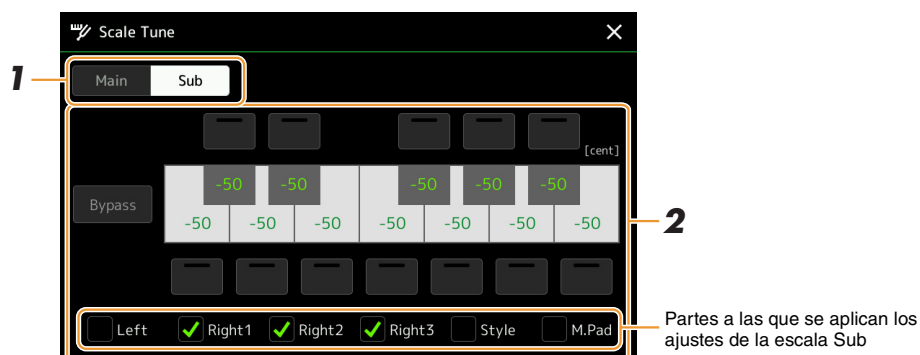 Scale Tune
1
Main Sub
[cent]
-50 -50 -50 -50 -50
Bypass
-50 -50 -50 -50 -50 -50 -50
2
Left Right1 Right2 Right3 Style M.Pad
Partes a las que se aplican los
ajustes de la escala Sub